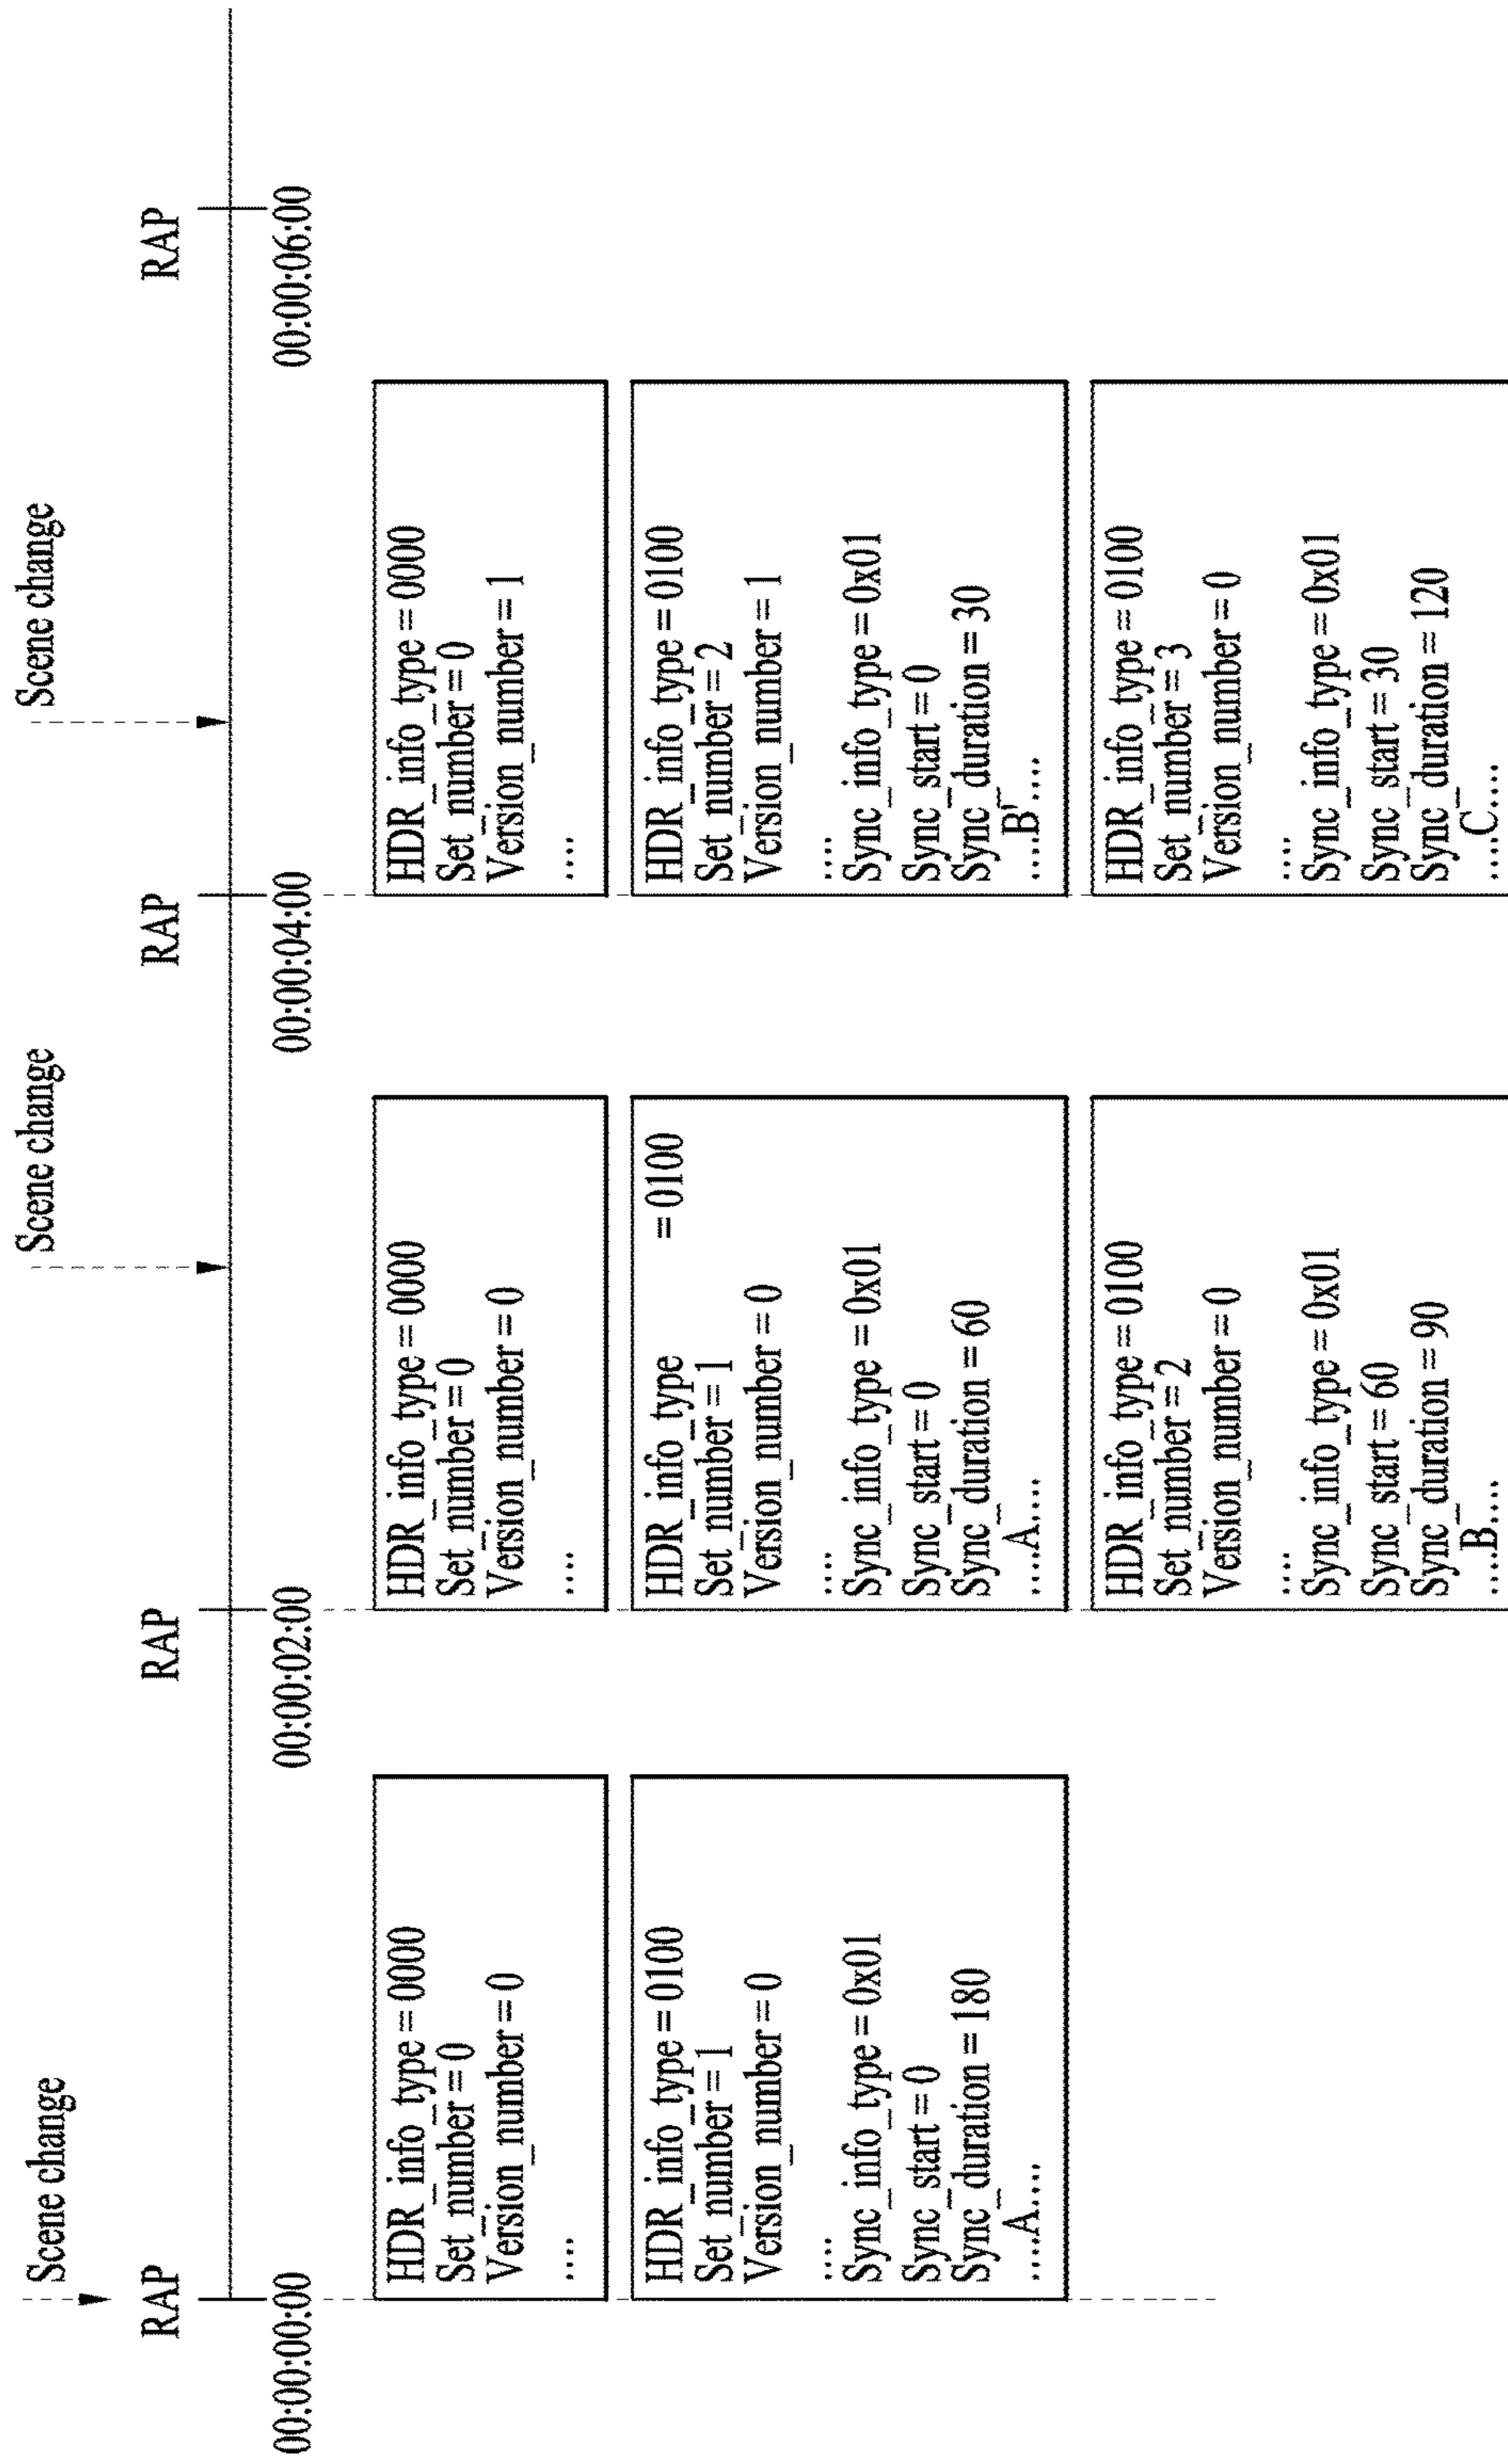 Scene change
Scene change
Scene change
RAP
RAP
RAP
RAP
00:00:00:00
00:00:02:00
00:00:04:00
00:00:06:00
HDR_info_type = 0000
Set_number = 0
Version_number = 0
....
HDR_info_type = 0100
Set_number = 1
Version_number = 0
....
Sync_info_type = 0x01
Sync_start = 0
Sync_duration = 180
....A....
HDR_info_type = 0000
Set_number = 0
Version_number = 0
....
HDR_info_type = 0100
Set_number = 1
Version_number = 0
....
Sync_info_type = 0x01
Sync_start = 0
Sync_duration = 60
....A....
HDR_info_type = 0100
Set_number = 2
Version_number = 0
....
Sync_info_type = 0x01
Sync_start = 60
Sync_duration = 90
....B....
HDR_info_type = 0000
Set_number = 0
Version_number = 1
....
HDR_info_type = 0100
Set_number = 2
Version_number = 1
....
Sync_info_type = 0x01
Sync_start = 0
Sync_duration = 30
....B'....
HDR_info_type = 0100
Set_number = 3
Version_number = 0
....
Sync_info_type = 0x01
Sync_start = 30
Sync_duration = 120
....C....